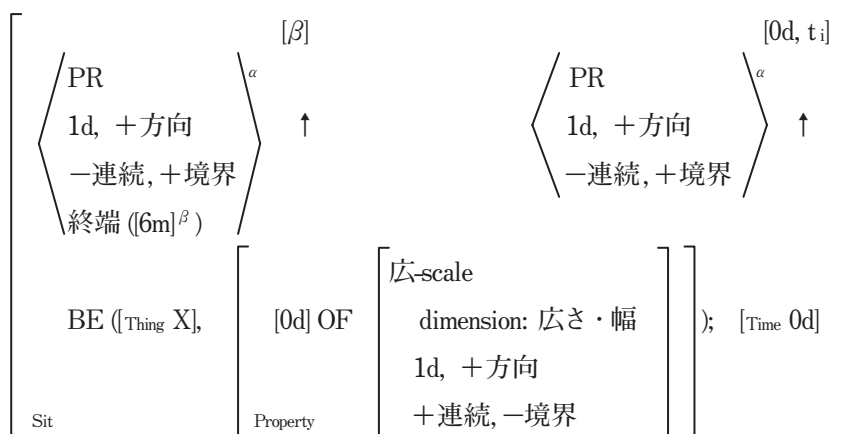 [β] [0d, t i]
PR α PR α
1d, ＋方向 ↑ 1d, ＋方向 ↑
－連続, ＋境界 －連続, ＋境界
終端 ([6m] β )
広-scale
BE ([Thing X], [0d] OF dimension: 広さ・幅 ); [Time 0d]
1d, ＋方向
Sit Property ＋連続, －境界